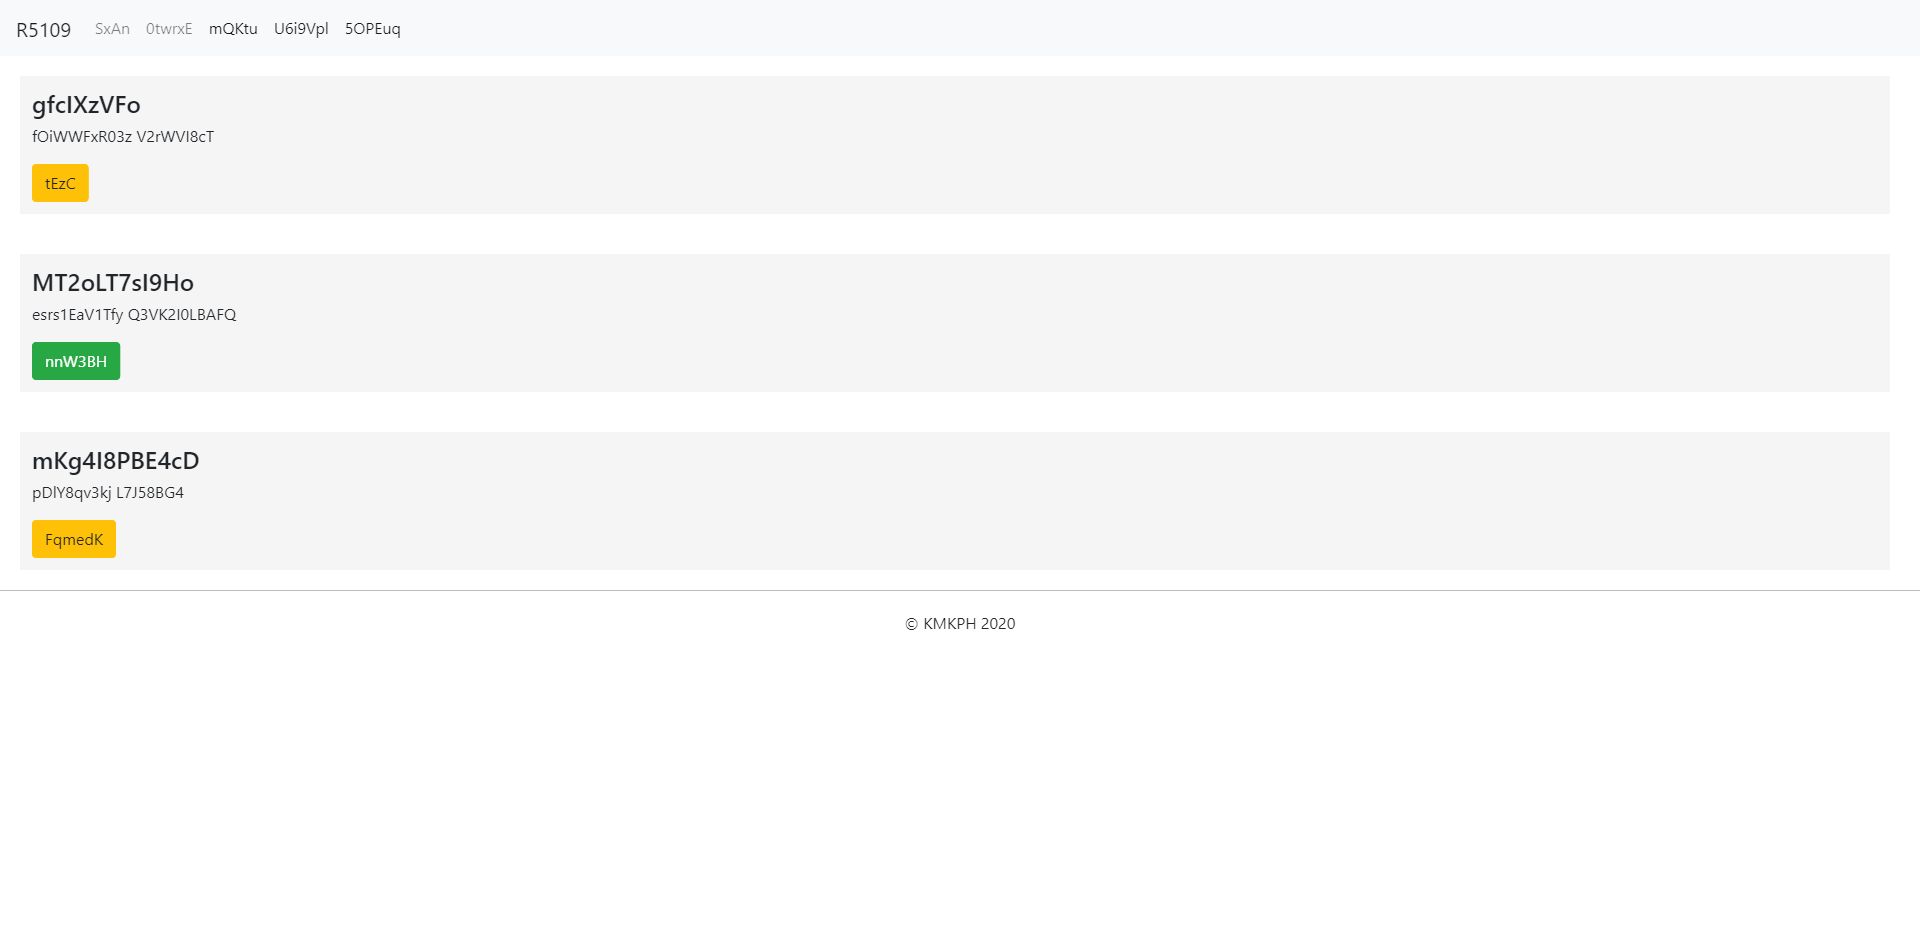 R5109 SxAn 0twrxE mQKtu U6i9Vpl 5OPEuq
gfcIXzVFo
fOiWWFxR03z V2rWVI8cT
tEzC
MT2oLT7sI9Ho
esrs1EaV1Tfy Q3VK2I0LBAFQ
nnW3BH
mKg4I8PBE4cD
pDlY8qv3kj L7J58BG4
FqmedK
© KMKPH 2020